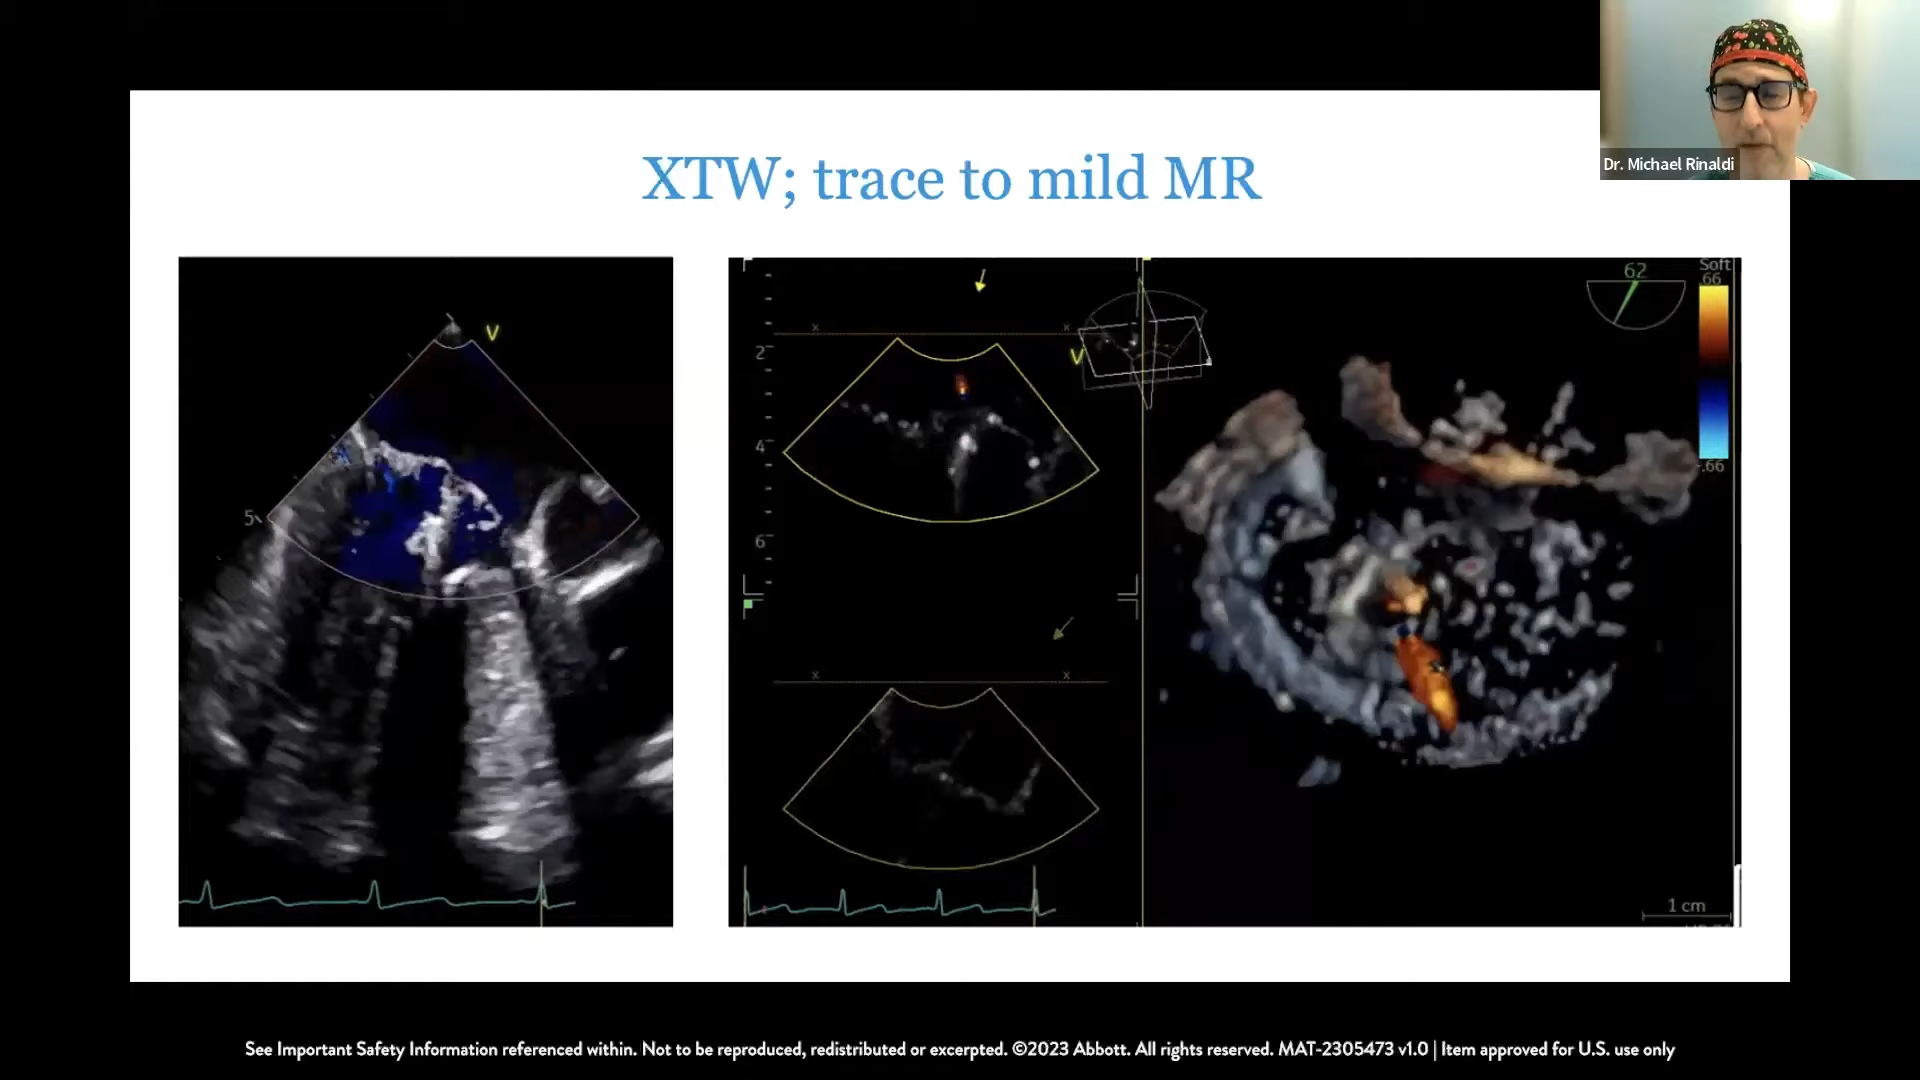 Dr. Michael Rinaldi
XTW; trace to mild MR
V
5
2
4
6
V
62
Soft
.66
-.66
1 cm
See Important Safety Information referenced within. Not to be reproduced, redistributed or excerpted. ©2023 Abbott. All rights reserved. MAT-2305473 v1.0 | Item approved for U.S. use only